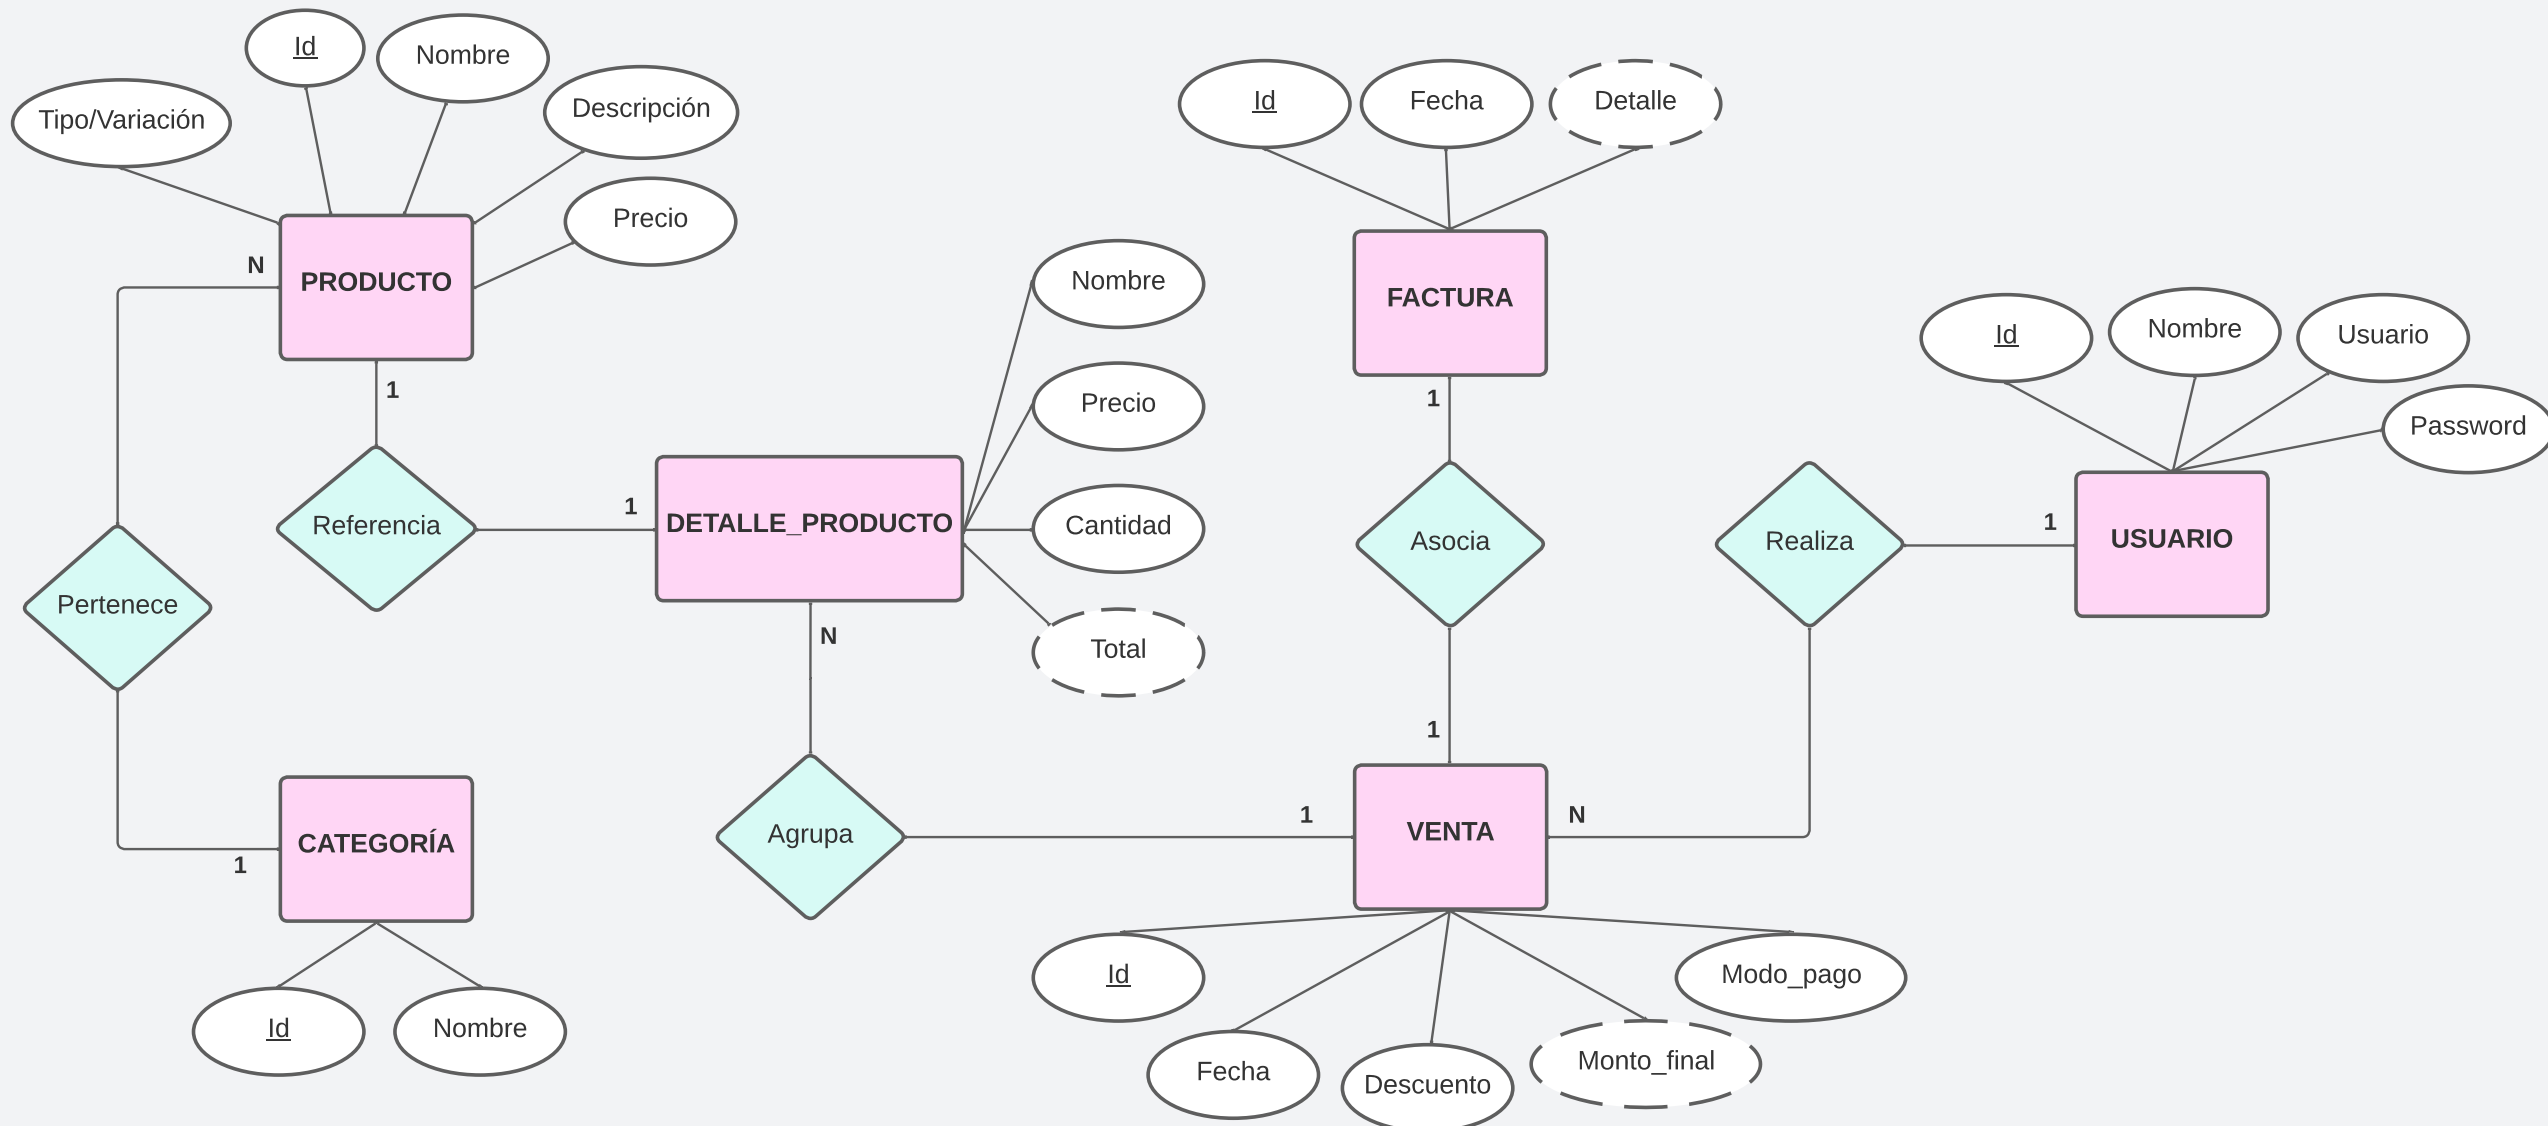 Id
Nombre
Tipo/Variación
Descripción
Precio
N
PRODUCTO
1
Referencia
1
DETALLE_PRODUCTO
Nombre
Precio
Cantidad
Total
N
Pertenece
Agrupa
1
CATEGORÍA
1
Id
Nombre
Id
Fecha
Detalle
FACTURA
1
Asocia
1
VENTA
N
Realiza
1
USUARIO
Id
Nombre
Usuario
Password
Id
Fecha
Descuento
Monto_final
Modo_pago